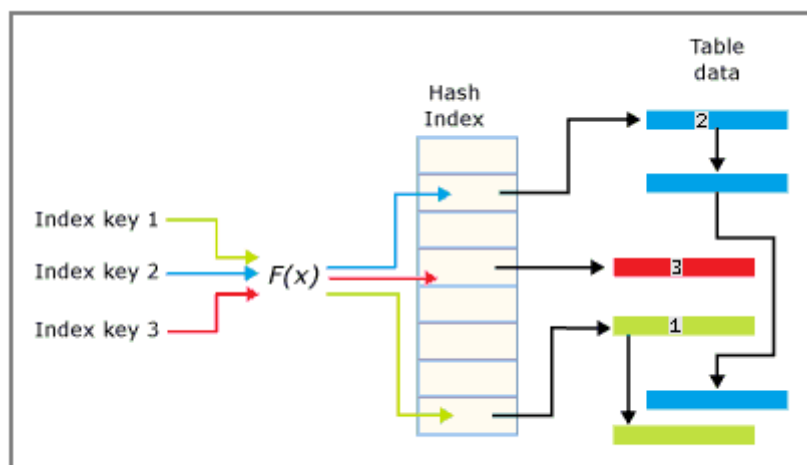 Table
data
Hash
Index
2
Index key 1
Index key 2
F(x)
3
Index key 3
1